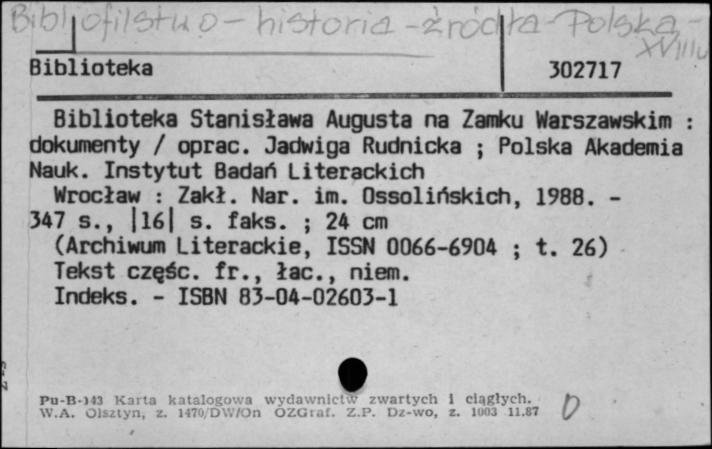 Bibliofilstwo - historia - źródła - Polska -
XVIII w
Biblioteka 302717
Biblioteka Stanisława Augusta na Zamku Warszawskim :
dokumenty / oprac. Jadwiga Rudnicka ; Polska Akademia
Nauk. Instytut Badań Literackich
Wrocław : Zakł. Nar. im. Ossolińskich, 1988. -
347 s., |16| s. faks. ; 24 cm
(Archiwum Literackie, ISSN 0066-6904 ; t. 26)
Tekst częśc. fr., łac., niem.
Indeks. - ISBN 83-04-02603-1
Pu-B-143 Karta katalogowa wydawnictw zwartych i ciągłych.
W.A. Olsztyn, z. 1470/DW/On OZGraf. Z.P. Dz-wo, z. 1003 11.87
D